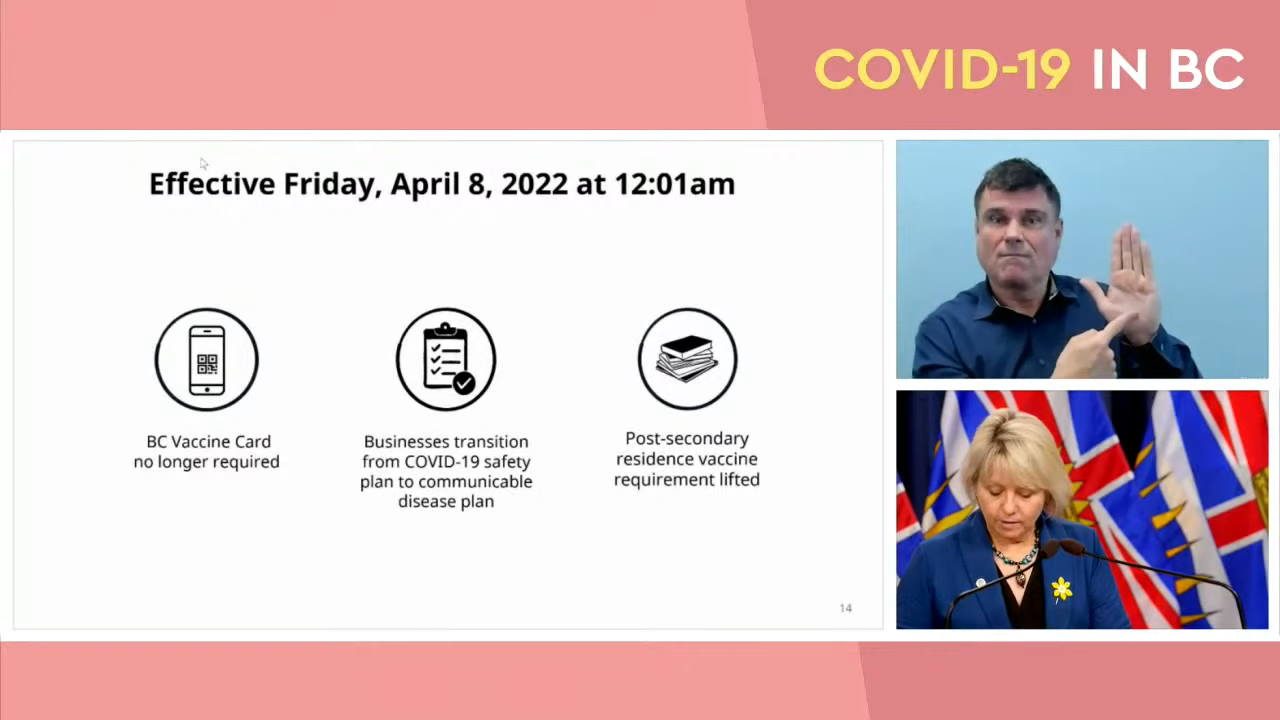 COVID-19 IN BC
Effective Friday, April 8, 2022 at 12:01am
BC Vaccine Card
no longer required
Businesses transition
from COVID-19 safety
plan to communicable
disease plan
Post-secondary
residence vaccine
requirement lifted
14